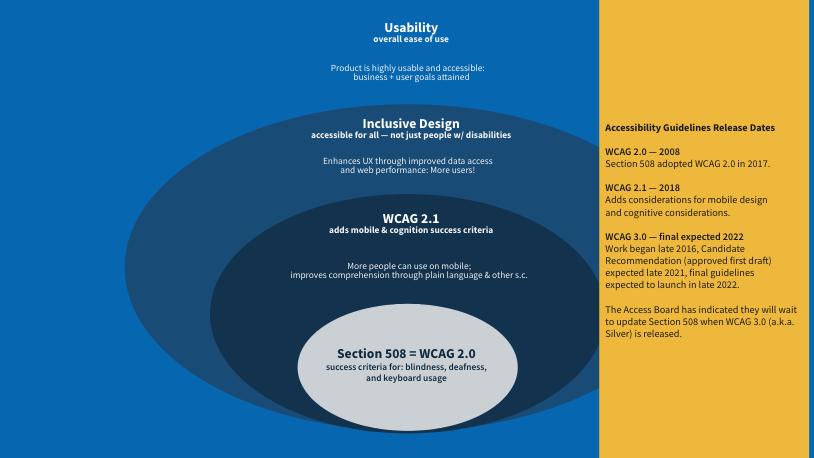 Usability
overall ease of use
Product is highly usable and accessible:
business + user goals attained
Inclusive Design
accessible for all — not just people w/ disabilities
Enhances UX through improved data access
and web performance: More users!
WCAG 2.1
adds mobile & cognition success criteria
More people can use on mobile;
improves comprehension through plain language & other s.c.
Section 508 = WCAG 2.0
success criteria for: blindness, deafness,
and keyboard usage
Accessibility Guidelines Release Dates
WCAG 2.0 — 2008
Section 508 adopted WCAG 2.0 in 2017.
WCAG 2.1 — 2018
Adds considerations for mobile design
and cognitive considerations.
WCAG 3.0 — final expected 2022
Work began late 2016, Candidate
Recommendation (approved first draft)
expected late 2021, final guidelines
expected to launch in late 2022.
The Access Board has indicated they will wait
to update Section 508 when WCAG 3.0 (a.k.a.
Silver) is released.